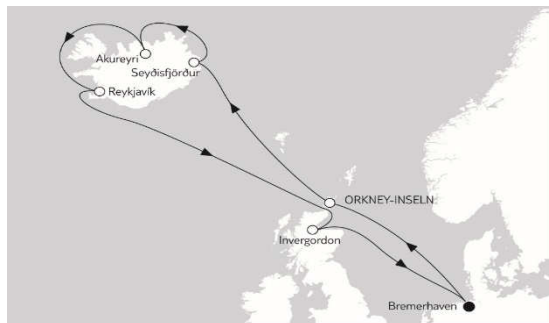 Akureyri
Seyðisfjörður
Reykjavík
ORKNEY-INSELN
Invergordon
Bremerhaven